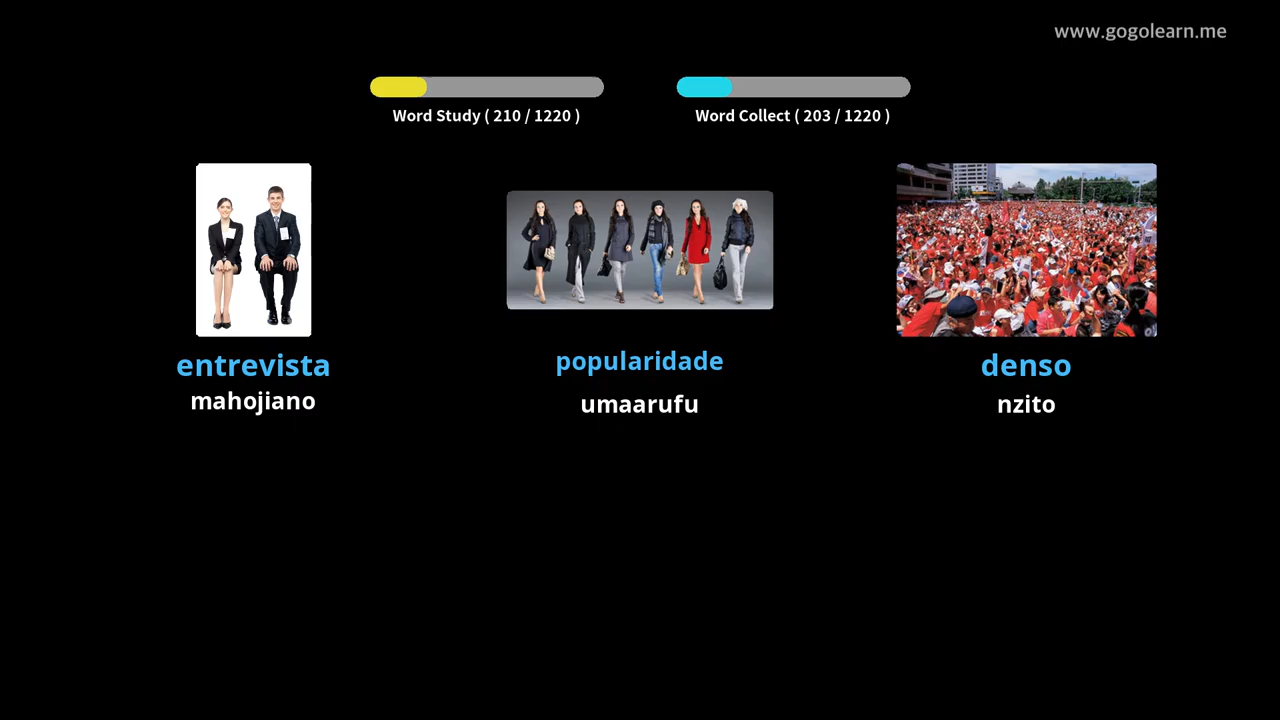 www.gogolearn.me
Word Study ( 210 / 1220 )
Word Collect ( 203 / 1220 )
entrevista
mahojiano
popularidade
umaarufu
denso
nzito